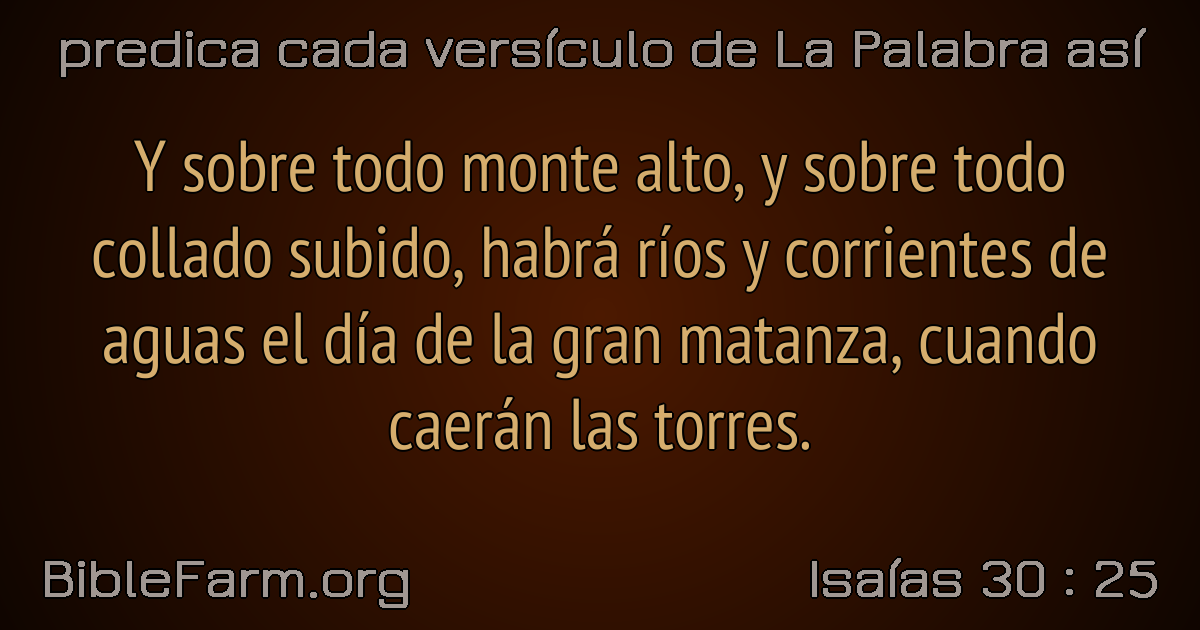 predica cada versículo de La Palabra así
Y sobre todo monte alto, y sobre todo
collado subido, habrá ríos y corrientes de
aguas el día de la gran matanza, cuando
caerán las torres.
BibleFarm.org
Isaías 30 : 25